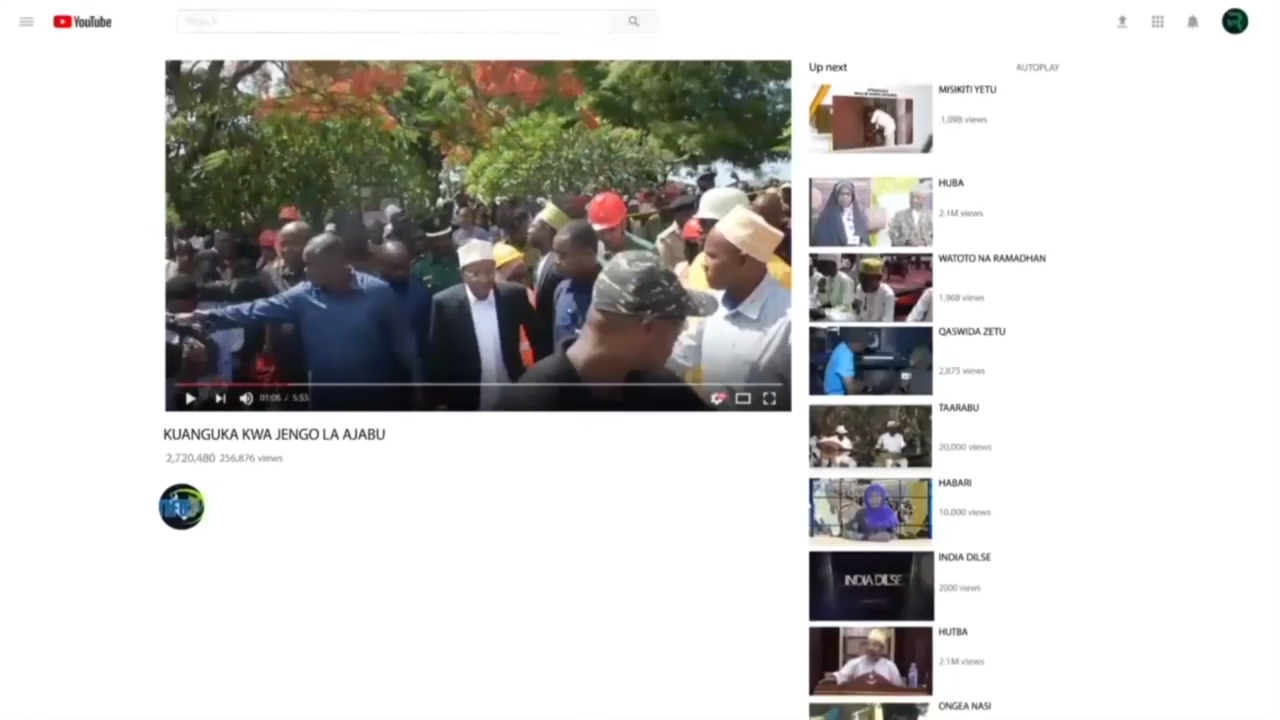 YouTube
Search
Up next
AUTOPLAY
MISIKITI YETU
1,098 views
HUBA
2.1M views
WATOTO NA RAMADHAN
1,968 views
QASWIDA ZETU
2,875 views
TAARABU
20,000 views
HABARI
10,000 views
INDIA DILSE
INDIA DILSE
2000 views
HUTBA
2.1M views
ONGEA NASI
01:06 / 5:55
KUANGUKA KWA JENGO LA AJABU
2,720,480 256,876 views